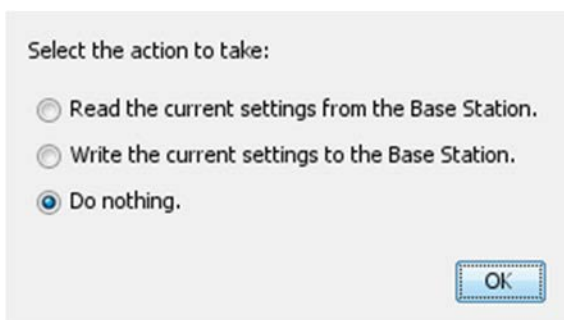 Select the action to take:
Read the current settings from the Base Station.
Write the current settings to the Base Station.
Do nothing.
OK